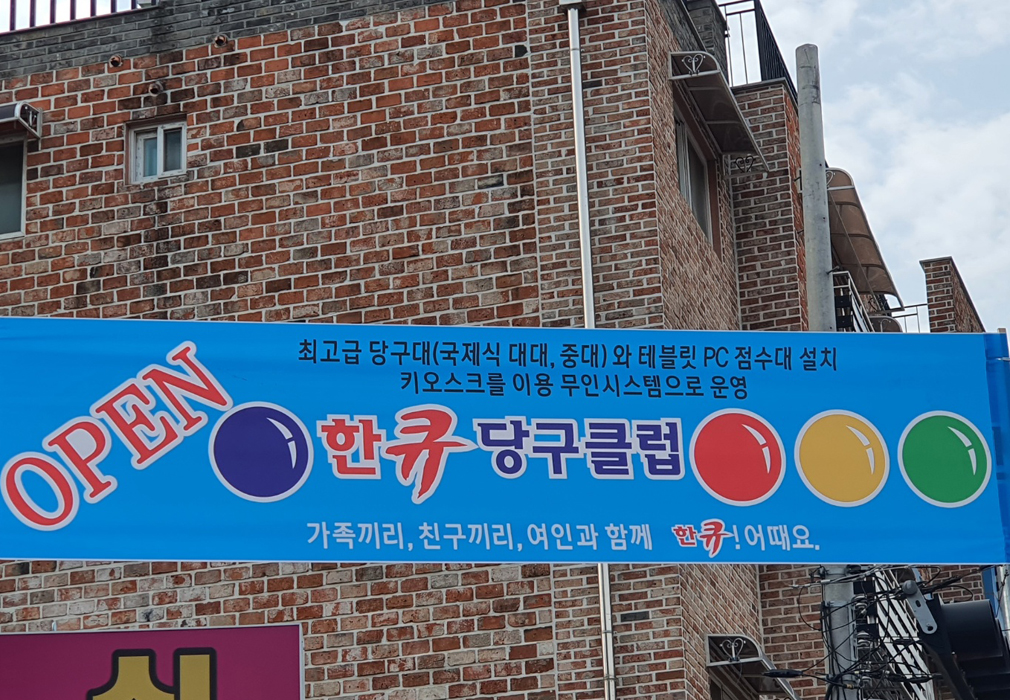 최고급 당구대(국제식 대대, 중대) 와 테블릿 PC 점수대 설치
키오스크를 이용 무인시스템으로 운영
OPEN 한큐 당구클럽
가족끼리, 친구끼리, 여인과 함께 한큐! 어때요.